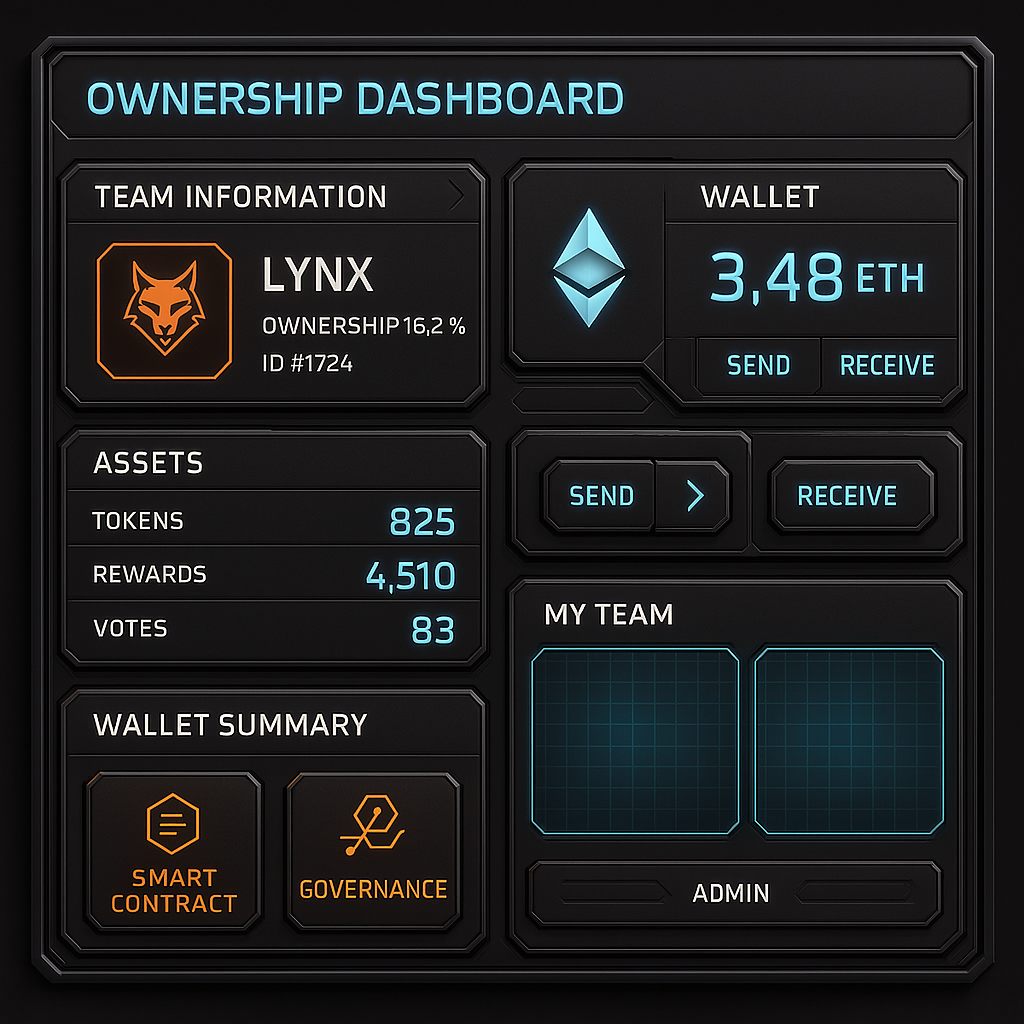 OWNERSHIP DASHBOARD
TEAM INFORMATION
LYNX
OWNERSHIP 16,2 %
ID #1724
WALLET
3,48 ETH
SEND
RECEIVE
ASSETS
TOKENS 825
REWARDS 4,510
VOTES 83
SEND
RECEIVE
WALLET SUMMARY
SMART
CONTRACT
GOVERNANCE
MY TEAM
ADMIN